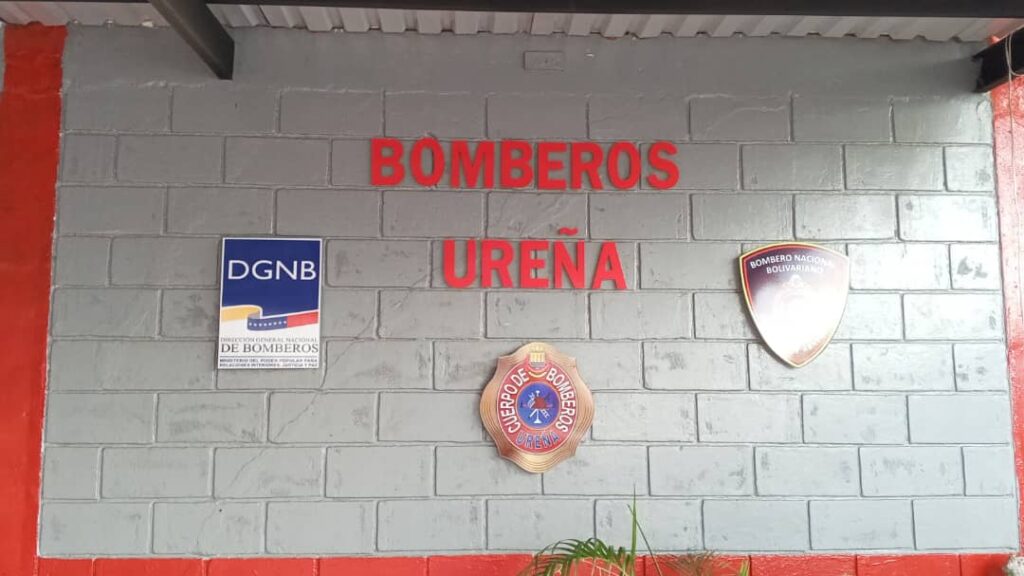 BOMBEROS
UREÑA
DGNB
DIRECCIÓN GENERAL NACIONAL
DE BOMBEROS
MINISTERIO DEL PODER POPULAR PARA
RELACIONES INTERIORES, JUSTICIA Y PAZ
BOMBERO NACIONAL
BOLIVARIANO
CUERPO DE BOMBEROS
UREÑA